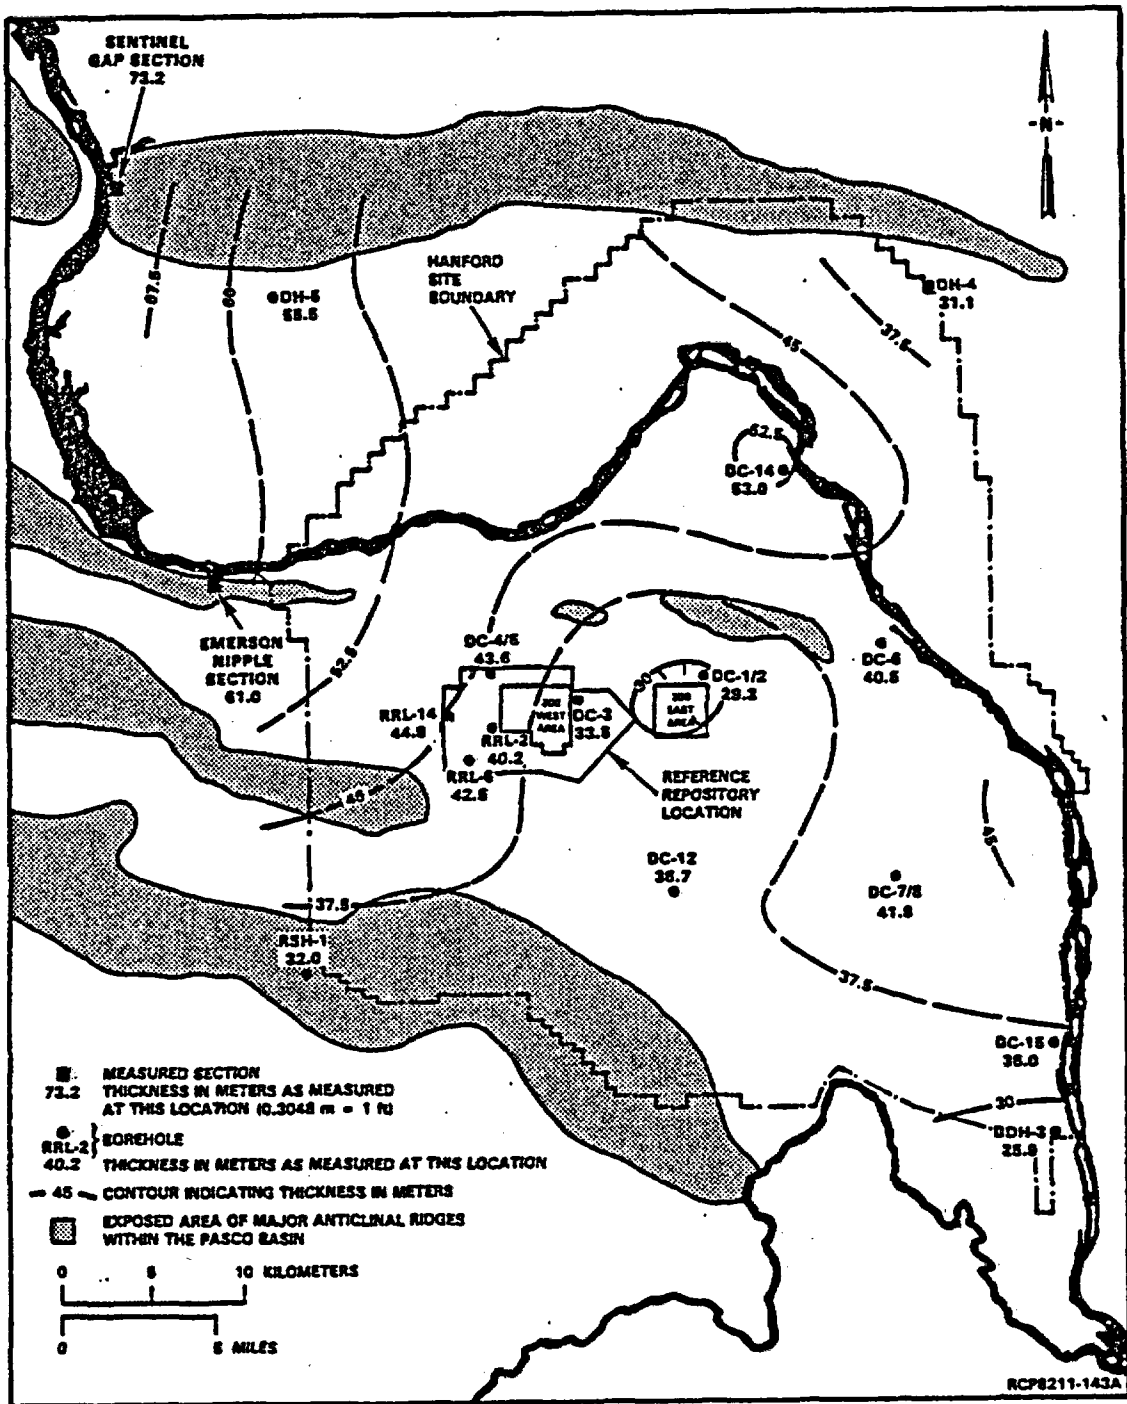 SENTINEL
GAP SECTION
73.2
N
HANFORD
SITE
BOUNDARY
67.5
60
DH-5
55.5
DH-4
31.1
37.5
45
52.5
DC-14
53.0
EMERSON
NIPPLE
SECTION
61.0
52.5
DC-4/5
43.6
DC-6
40.5
30
DC-1/2
29.3
200
WEST
AREA
200
EAST
AREA
RRL-14
44.8
DC-3
33.5
RRL-2
40.2
RRL-6
42.8
REFERENCE
REPOSITORY
LOCATION
45
45
DC-12
36.7
DC-7/8
41.8
37.5
RSH-1
32.0
37.5
DC-15
36.0
30
DDH-3
25.9
MEASURED SECTION
73.2 THICKNESS IN METERS AS MEASURED
AT THIS LOCATION (0.3048 m = 1 ft)
RRL-2 } BOREHOLE
40.2 THICKNESS IN METERS AS MEASURED AT THIS LOCATION
45 CONTOUR INDICATING THICKNESS IN METERS
EXPOSED AREA OF MAJOR ANTICLINAL RIDGES
WITHIN THE PASCO BASIN
0 5 10 KILOMETERS
0 5 MILES
RCP8211-143A